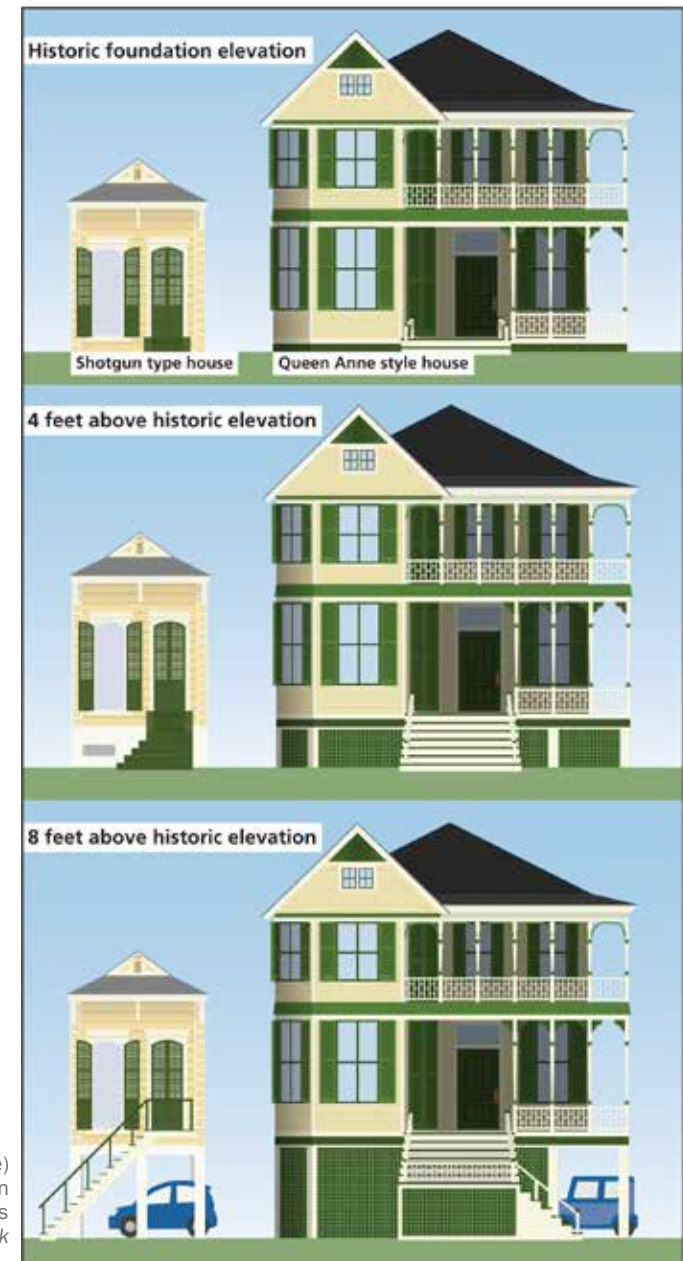 Historic foundation elevation
Shotgun type house
Queen Anne style house
4 feet above historic elevation
8 feet above historic elevation
e)
n
s
k